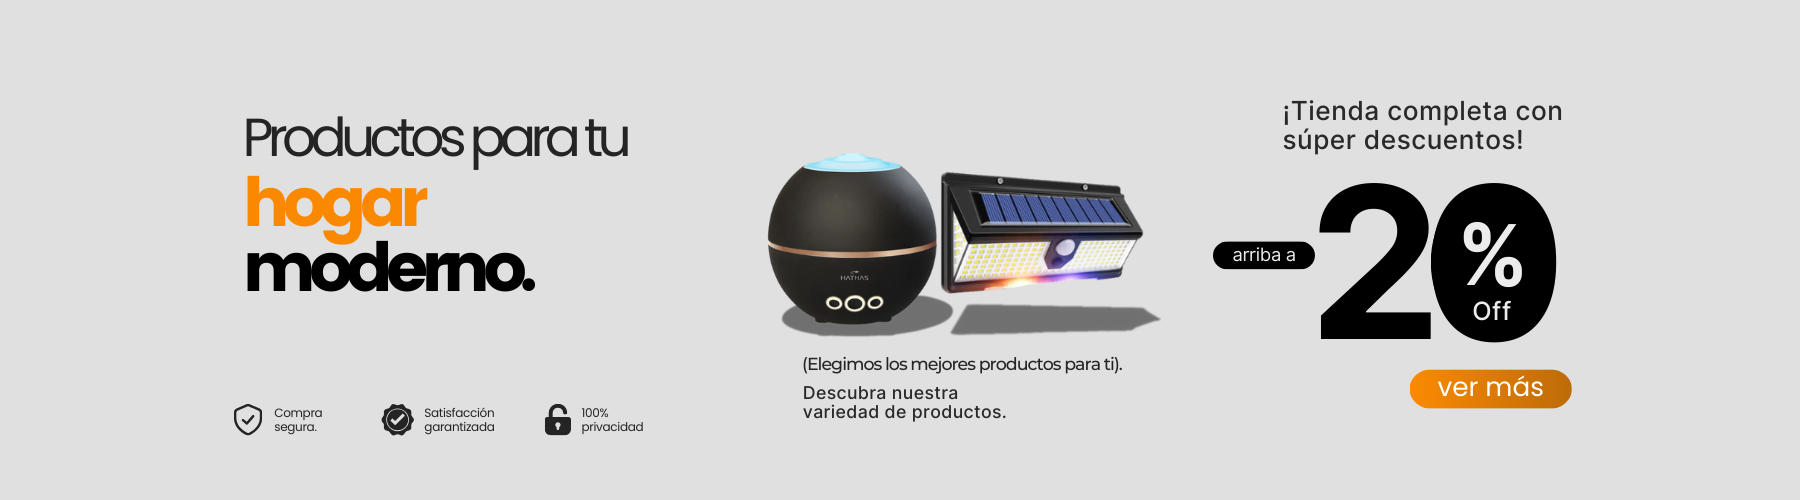 Productos para tu
hogar
moderno.
Compra
segura.
Satisfacción
garantizada
100%
privacidad
HATHAS
(Elegimos los mejores productos para ti).
Descubra nuestra
variedad de productos.
¡Tienda completa con
súper descuentos!
arriba a
20
%
Off
ver más